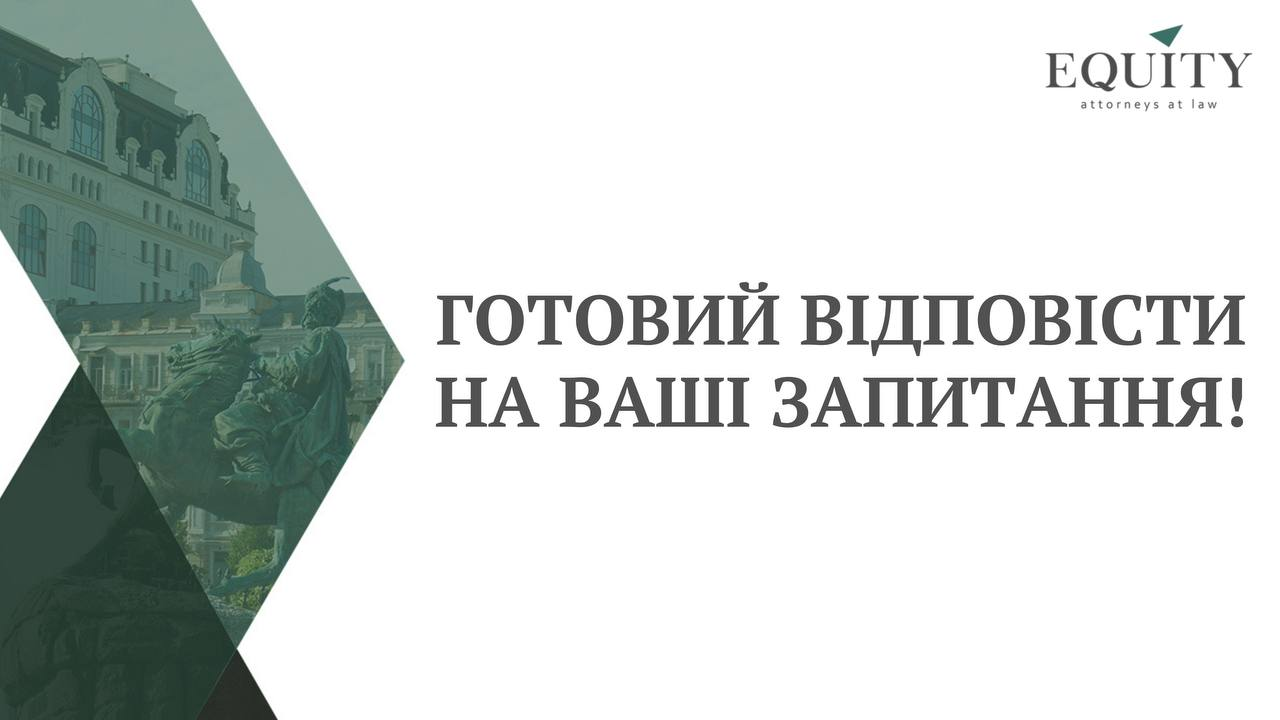 EQUITY
attorneys at law
ГОТОВИЙ ВІДПОВІСТИ
НА ВАШІ ЗАПИТАННЯ!